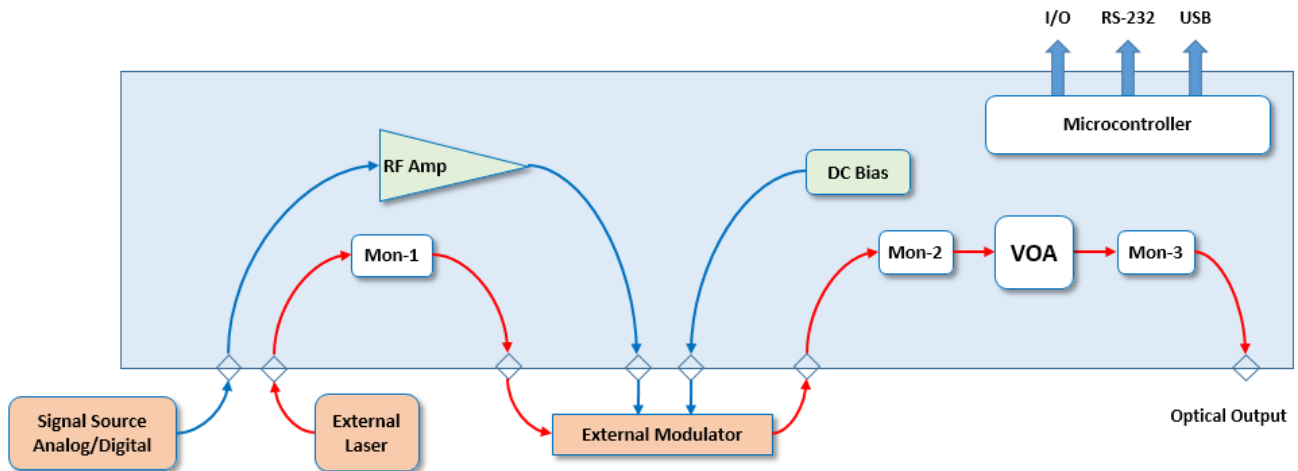 I/O RS-232 USB
Microcontroller
RF Amp
DC Bias
Mon-1
Mon-2
VOA
Mon-3
Signal Source
Analog/Digital
External
Laser
External Modulator
Optical Output